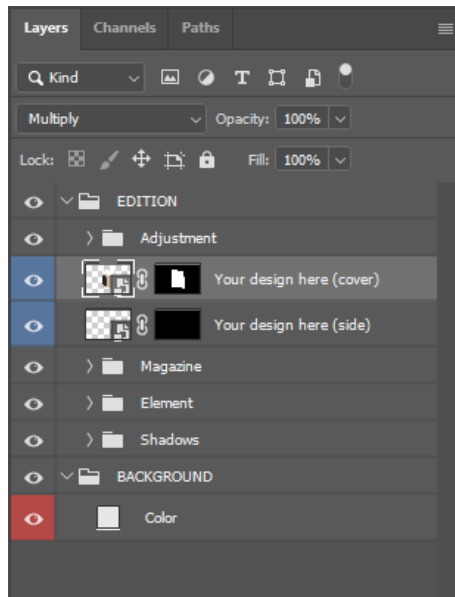 Layers Channels Paths
Kind T
Multiply Opacity: 100%
Lock: Fill: 100%
EDITION
Adjustment
Your design here (cover)
Your design here (side)
Magazine
Element
Shadows
BACKGROUND
Color